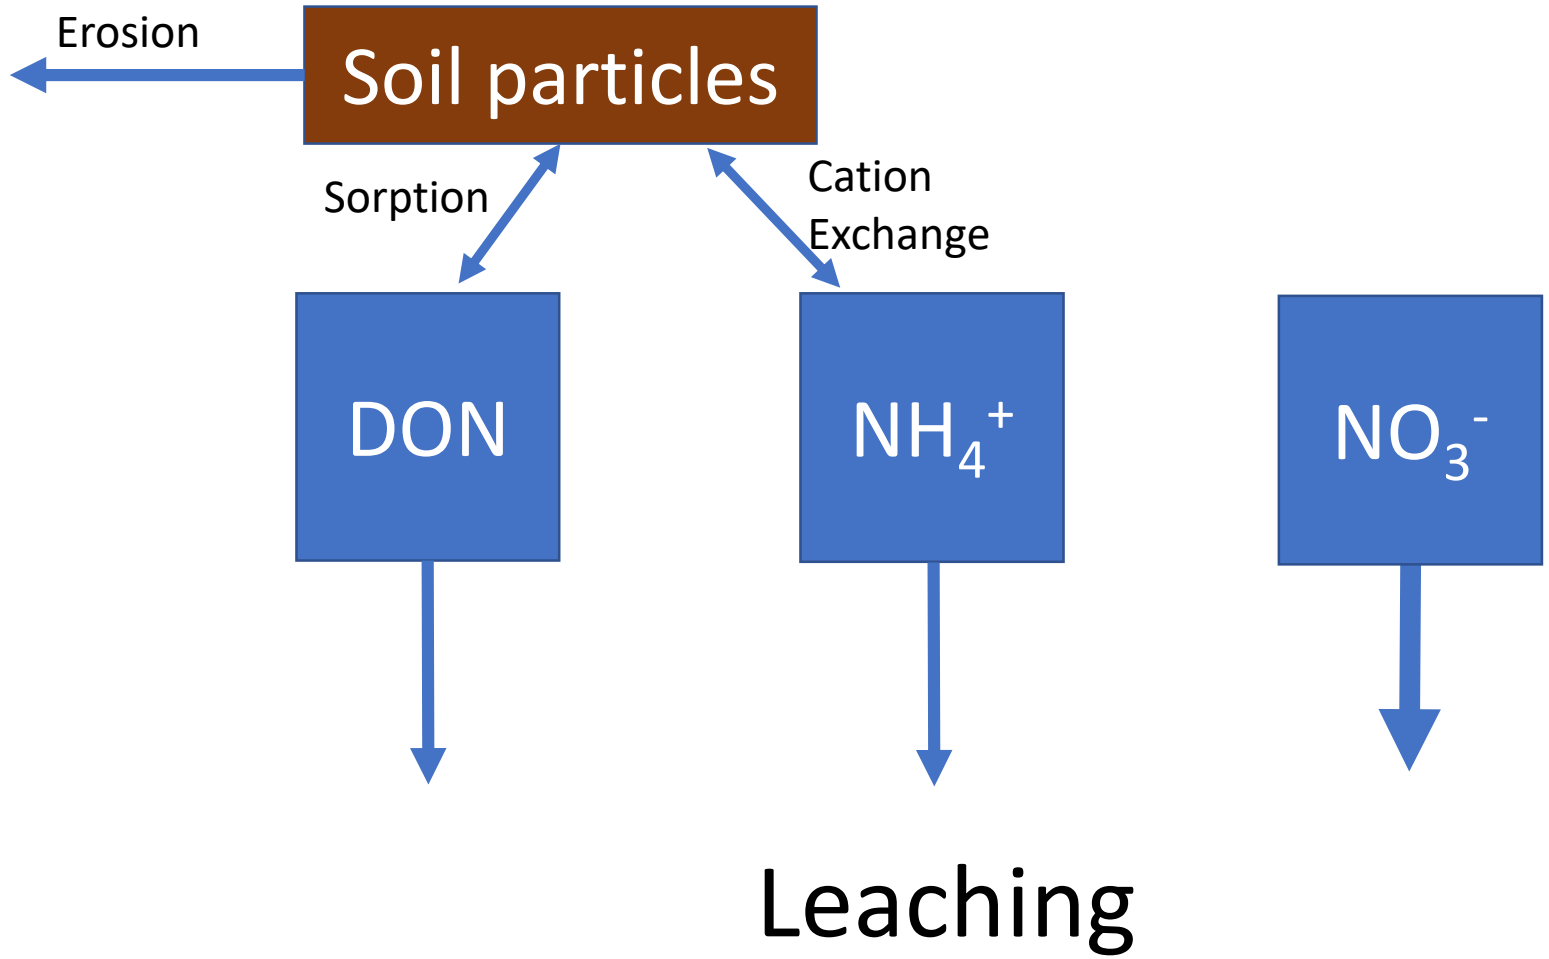 Erosion
Soil particles
Sorption
Cation
Exchange
DON
NH₄⁺
NO₃⁻
Leaching